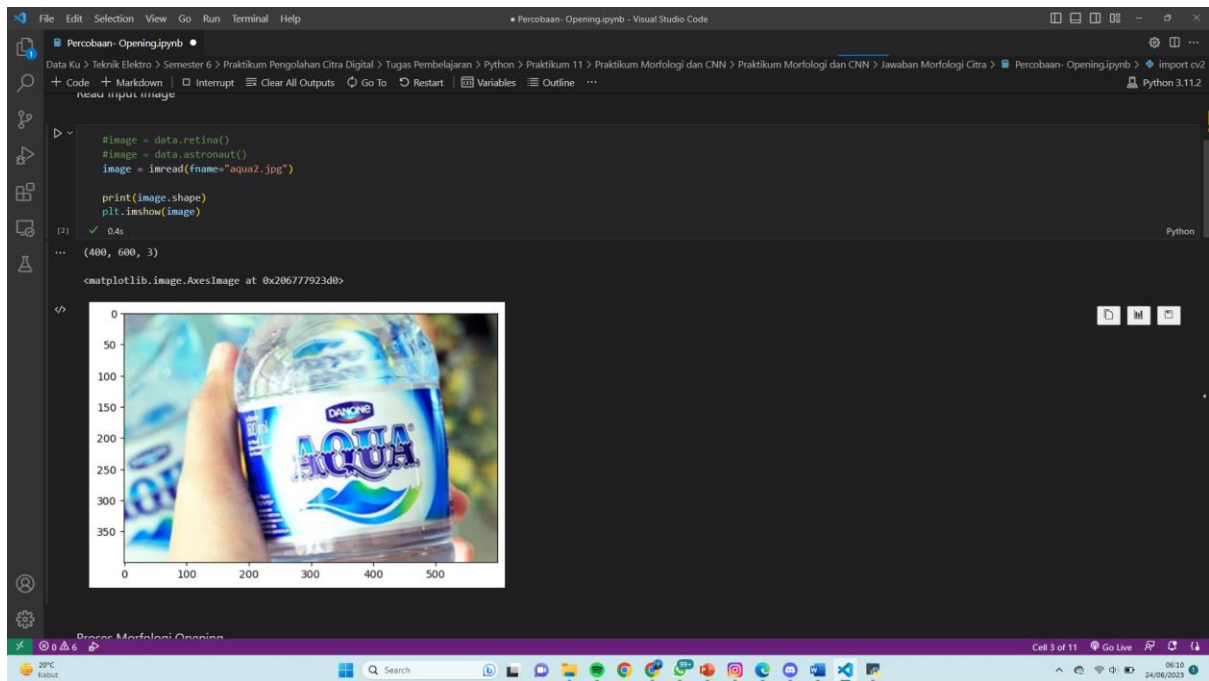 File Edit Selection View Go Run Terminal Help
● Percobaan- Opening.ipynb - Visual Studio Code
Percobaan- Opening.ipynb ●
Data Ku > Teknik Elektro > Semester 6 > Praktikum Pengolahan Citra Digital > Tugas Pembelajaran > Python > Praktikum 11 > Praktikum Morfologi dan CNN > Praktikum Morfologi dan CNN > Jawaban Morfologi Citra > Percobaan- Opening.ipynb > import cv2
+ Code + Markdown | Interrupt Clear All Outputs Go To Restart | Variables Outline ...
Python 3.11.2
Read Input Image
#image = data.retina()
#image = data.astronaut()
image = imread(fname="aqua2.jpg")
print(image.shape)
plt.imshow(image)
[2] ✓ 0.4s
Python
... (400, 600, 3)
<matplotlib.image.AxesImage at 0x206777923d0>
0
50
100
150
200
250
300
350
0 100 200 300 400 500
DANONE
AQUA
600 ml
Proses Morfologi Opening
0 6
Cell 3 of 11 Go Live
20°C
Kabut
Search
99+
06:10
24/06/2023
1